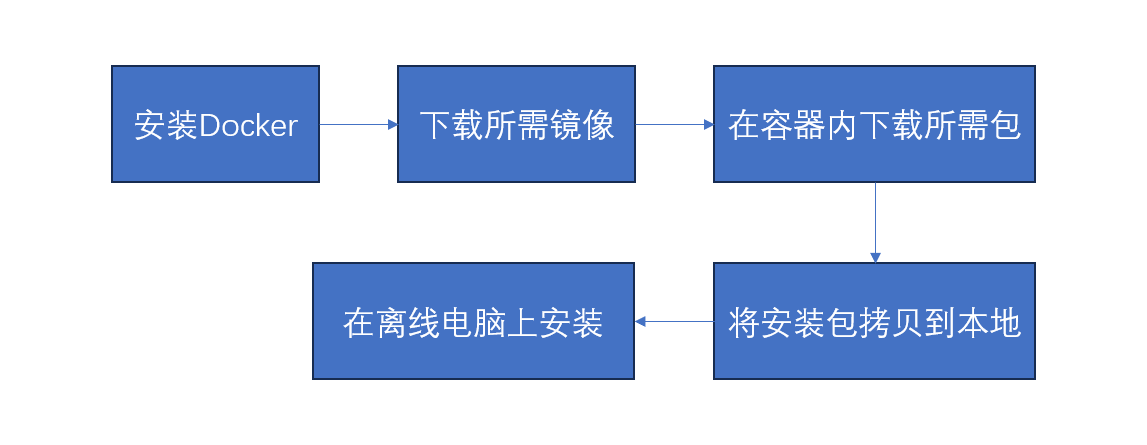 安装Docker
下载所需镜像
在容器内下载所需包
将安装包拷贝到本地
在离线电脑上安装